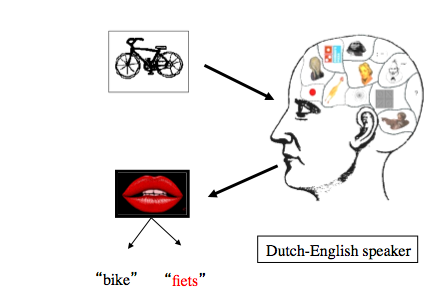 Dutch-English speaker
“bike” “fiets”